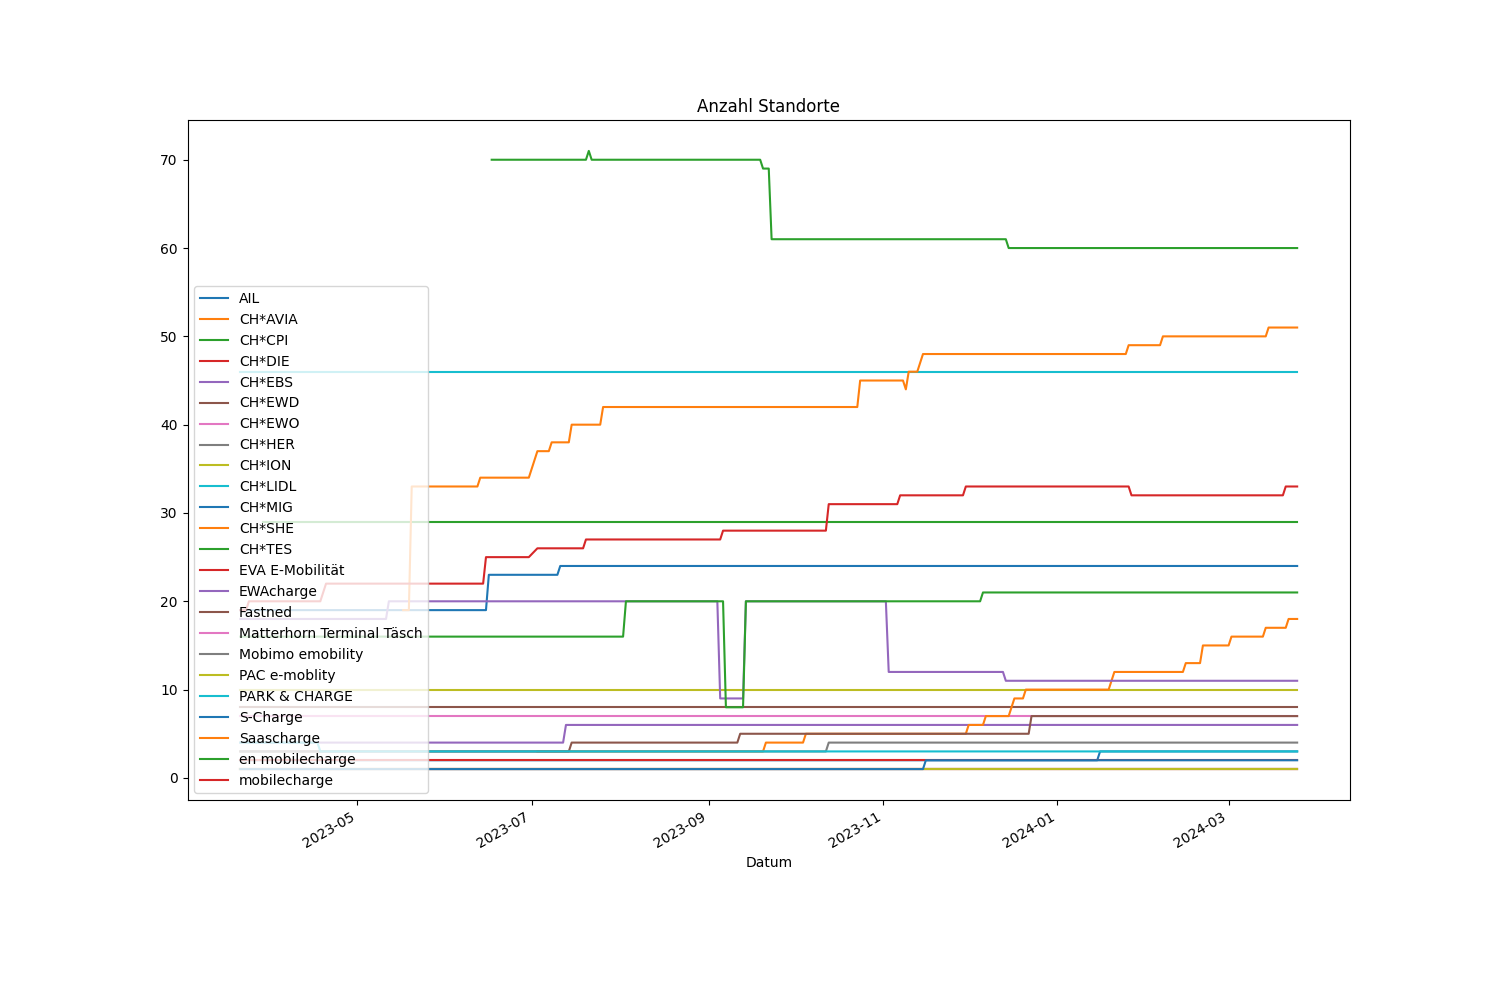 Anzahl Standorte
70
60
50
40
30
20
10
0
AIL
CH*AVIA
CH*CPI
CH*DIE
CH*EBS
CH*EWD
CH*EWO
CH*HER
CH*ION
CH*LIDL
CH*MIG
CH*SHE
CH*TES
EVA E-Mobilität
EWAcharge
Fastned
Matterhorn Terminal Täsch
Mobimo emobility
PAC e-moblity
PARK & CHARGE
S-Charge
Saascharge
en mobilecharge
mobilecharge
2023-05
2023-07
2023-09
2023-11
2024-01
2024-03
Datum